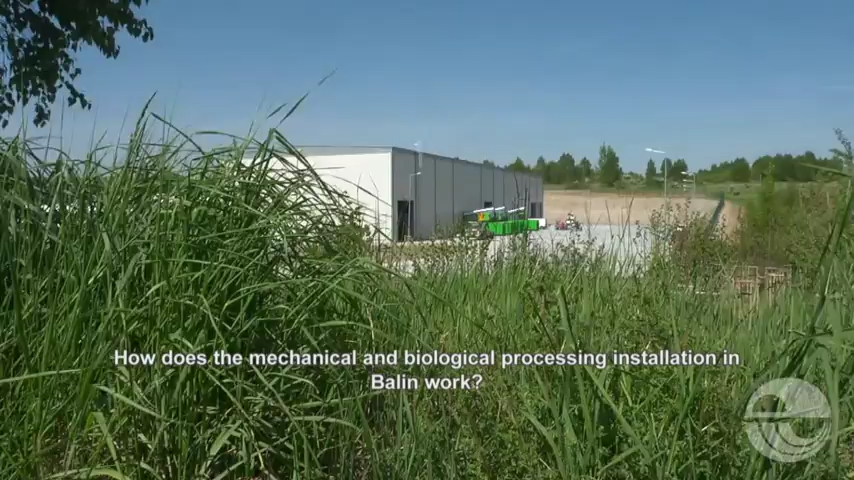 How does the mechanical and biological processing installation in
Balin work?